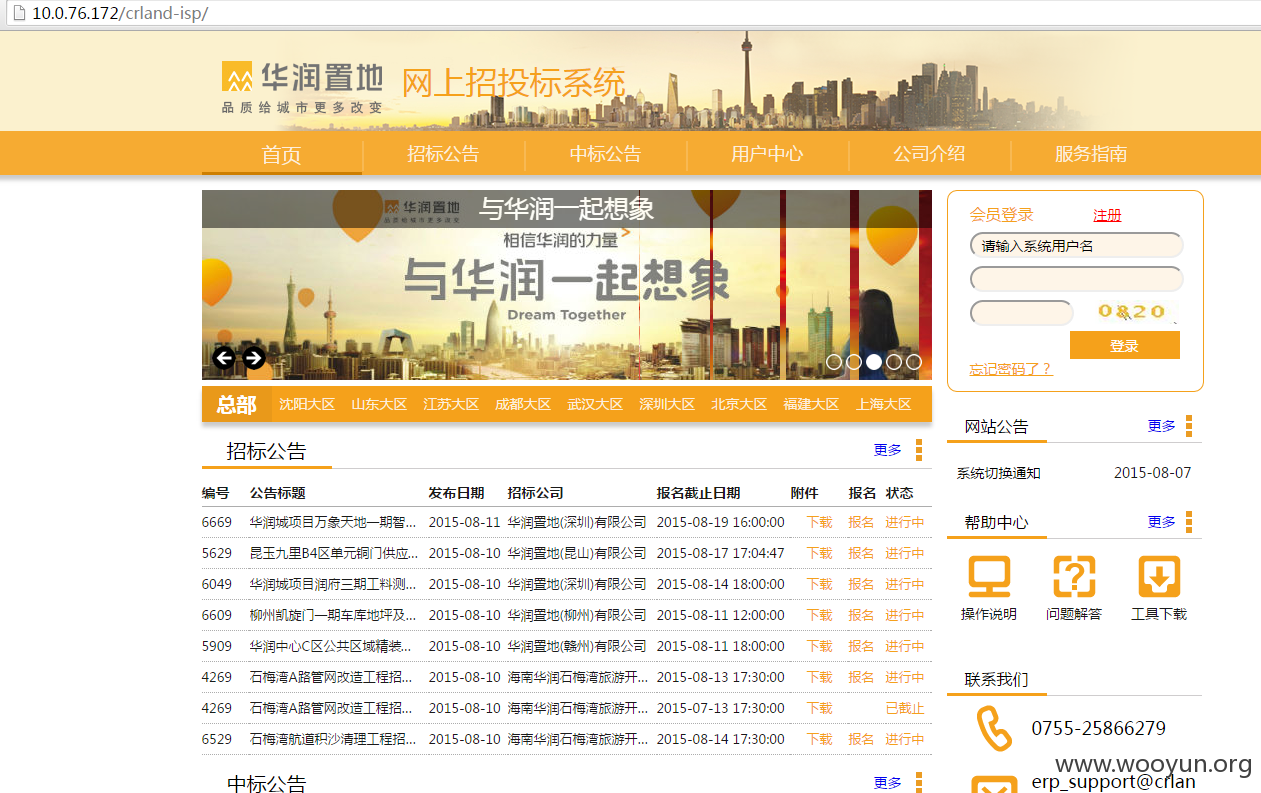 10.0.76.172/crland-isp/
华润置地 网上招投标系统
品质给城市更多改变
首页 招标公告 中标公告 用户中心 公司介绍 服务指南
华润置地 与华润一起想象
品质给城市更多改变
相信华润的力量
与华润一起想象
Dream Together
会员登录 注册
请输入系统用户名
0820
登录
忘记密码了？
总部 沈阳大区 山东大区 江苏大区 成都大区 武汉大区 深圳大区 北京大区 福建大区 上海大区
招标公告 更多
编号 公告标题 发布日期 招标公司 报名截止日期 附件 报名 状态
6669 华润城项目万象天地一期智... 2015-08-11 华润置地(深圳)有限公司 2015-08-19 16:00:00 下载 报名 进行中
5629 昆玉九里B4区单元铜门供应... 2015-08-10 华润置地(昆山)有限公司 2015-08-17 17:04:47 下载 报名 进行中
6049 华润城项目润府三期工料测... 2015-08-10 华润置地(深圳)有限公司 2015-08-14 18:00:00 下载 报名 进行中
6609 柳州凯旋门一期车库地坪及... 2015-08-10 华润置地(柳州)有限公司 2015-08-11 12:00:00 下载 报名 进行中
5909 华润中心C区公共区域精装... 2015-08-10 华润置地(赣州)有限公司 2015-08-11 18:00:00 下载 报名 进行中
4269 石梅湾A路管网改造工程招... 2015-08-10 海南华润石梅湾旅游开... 2015-08-13 17:30:00 下载 报名 进行中
4269 石梅湾A路管网改造工程招... 2015-08-10 海南华润石梅湾旅游开... 2015-07-13 17:30:00 下载 已截止
6529 石梅湾航道积沙清理工程招... 2015-08-10 海南华润石梅湾旅游开... 2015-08-14 17:30:00 下载 报名 进行中
中标公告 更多
网站公告 更多
系统切换通知 2015-08-07
帮助中心 更多
操作说明 问题解答 工具下载
联系我们
0755-25866279
www.wooyun.org
erp_support@crlan